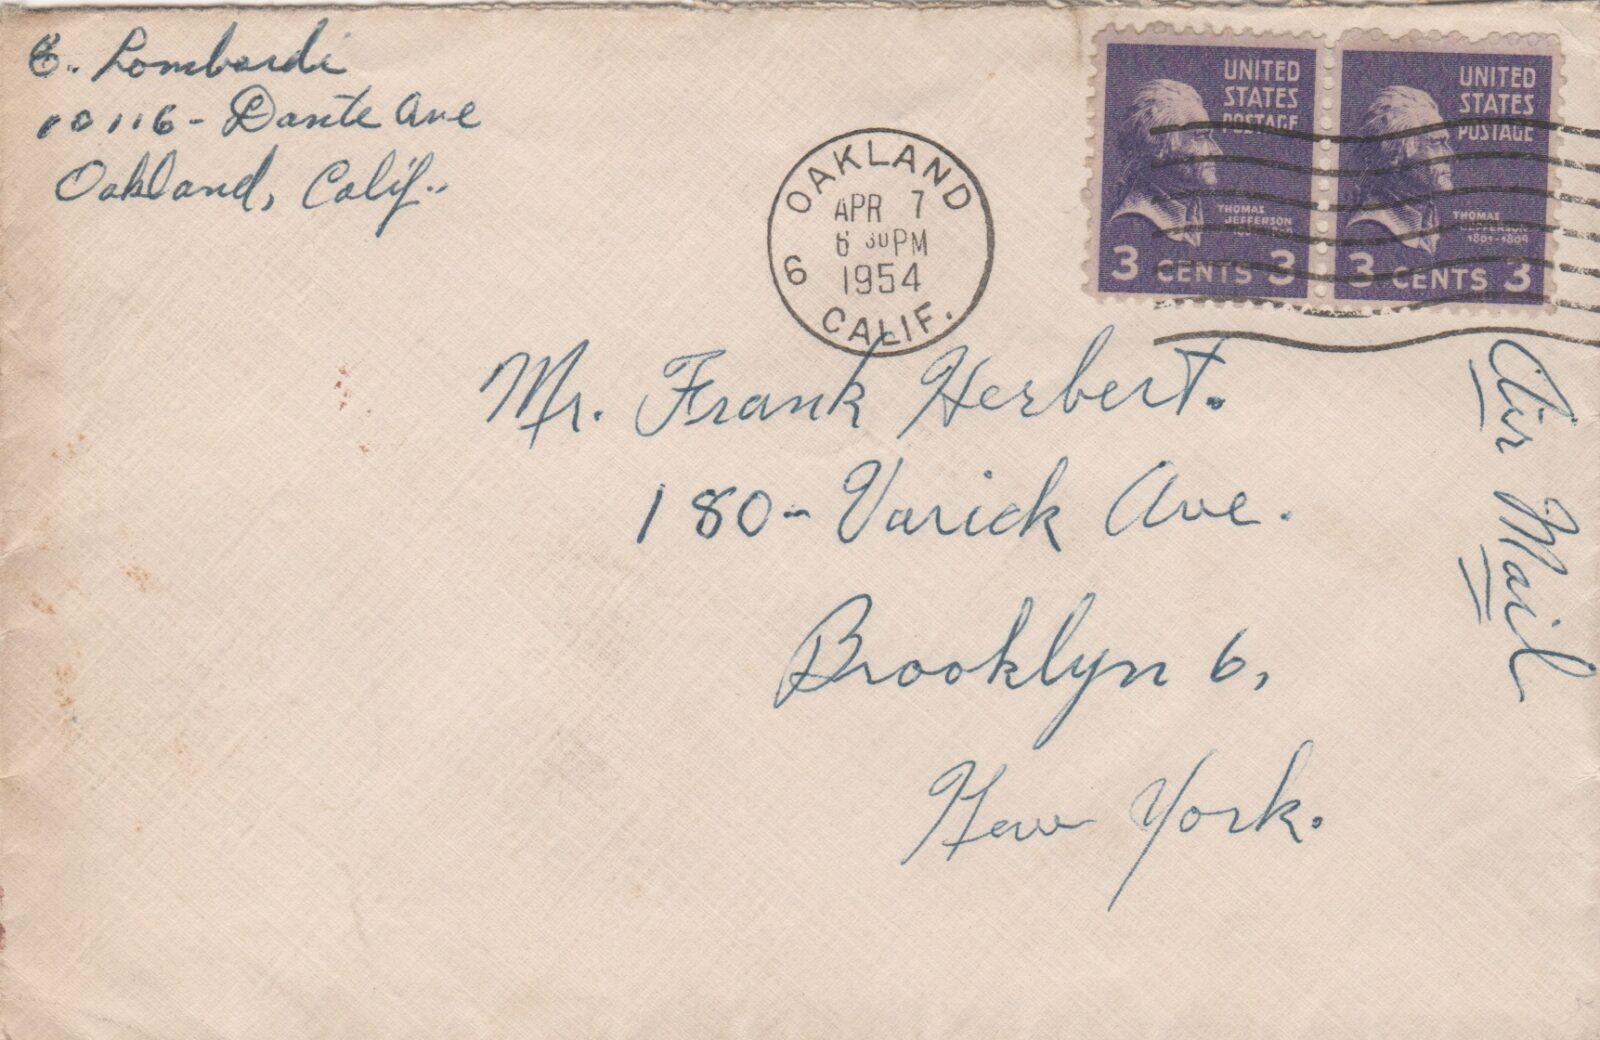 E. Lombardi
10116 - Dante Ave
Oakland, Calif.
OAKLAND
APR 7
6 30 PM
1954
6
CALIF.
UNITED
STATES
POSTAGE
THOMAS
JEFFERSON
3 CENTS 3
UNITED
STATES
POSTAGE
THOMAS
JEFFERSON
1801-1809
3 CENTS 3
Mr. Frank Herbert.
180 - Varick Ave.
Brooklyn 6,
New York.
Air Mail